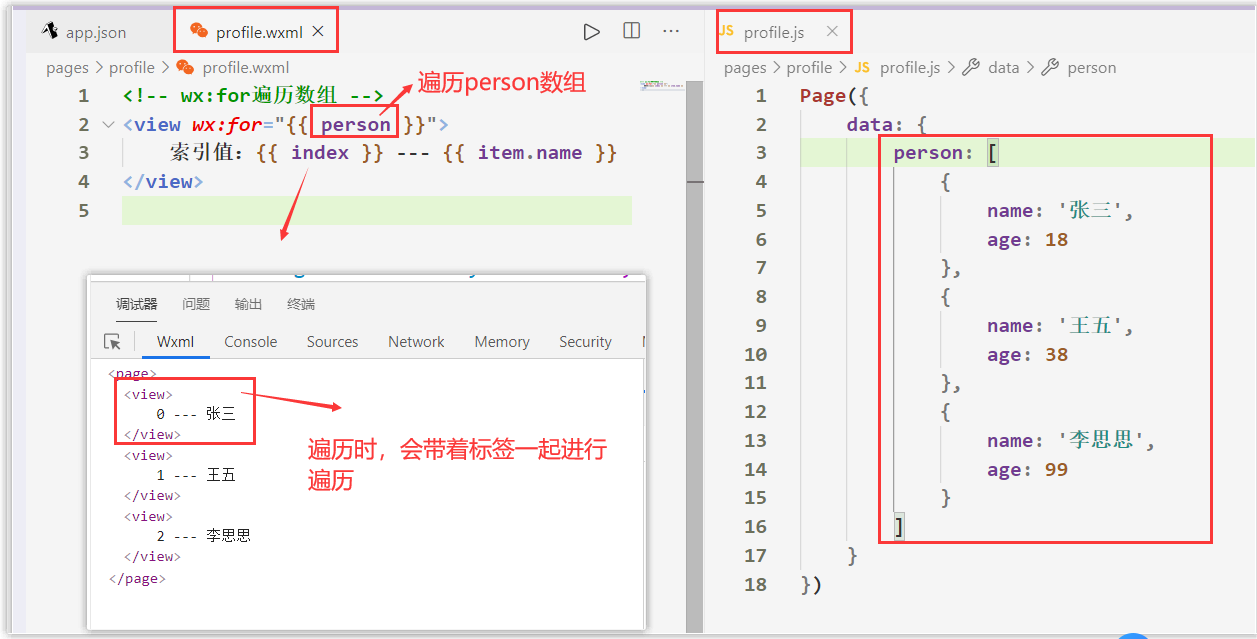 app.json
profile.wxml
pages > profile > profile.wxml
1 <!-- wx:for遍历数组 -->
2 <view wx:for="{{ person }}">
3 索引值: {{ index }} --- {{ item.name }}
4 </view>
5
遍历person数组
调试器 问题 输出 终端
Wxml Console Sources Network Memory Security
<page>
<view>
0 --- 张三
</view>
<view>
1 --- 王五
</view>
<view>
2 --- 李思思
</view>
</page>
遍历时，会带着标签一起进行
遍历
JS profile.js
pages > profile > JS profile.js > data > person
1 Page({
2 data: {
3 person: [
4 {
5 name: '张三',
6 age: 18
7 },
8 {
9 name: '王五',
10 age: 38
11 },
12 {
13 name: '李思思',
14 age: 99
15 }
16 ]
17 }
18 })